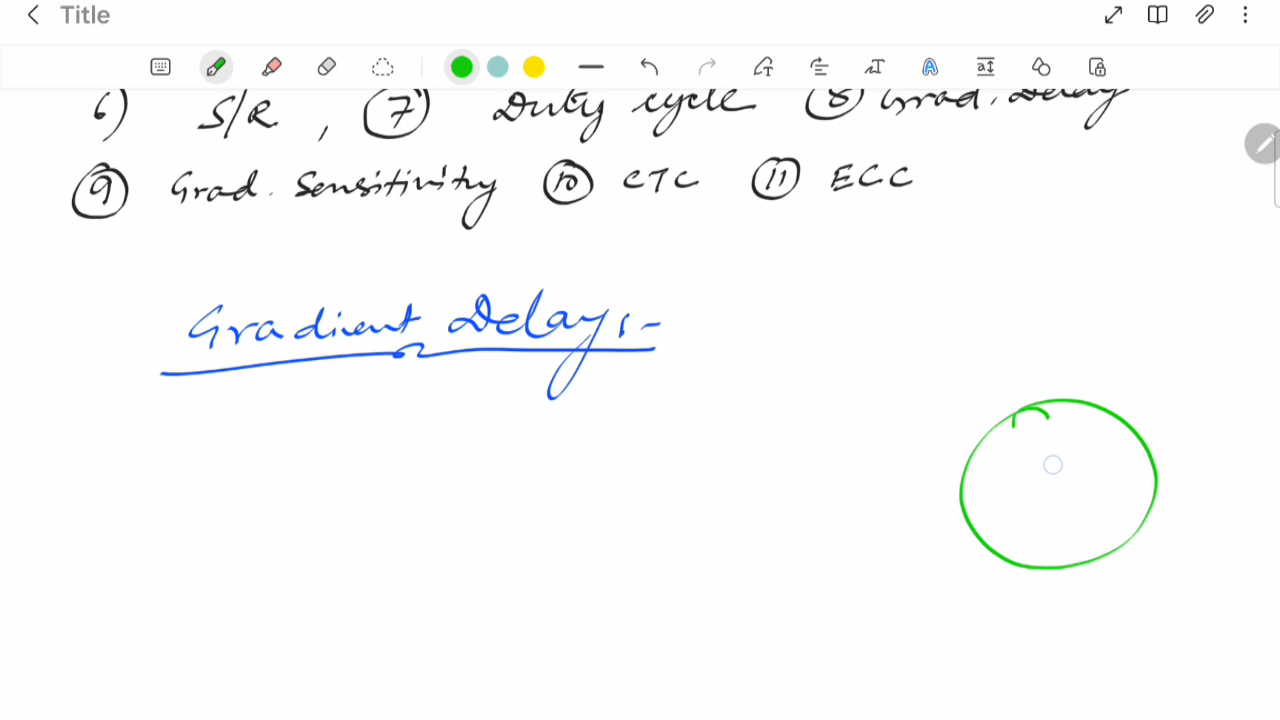 Title
6) S/R , (7) Duty cycle (8) Grad. Delay
(9) Grad. Sensitivity (10) CTC (11) ECC
Gradient Delay :-